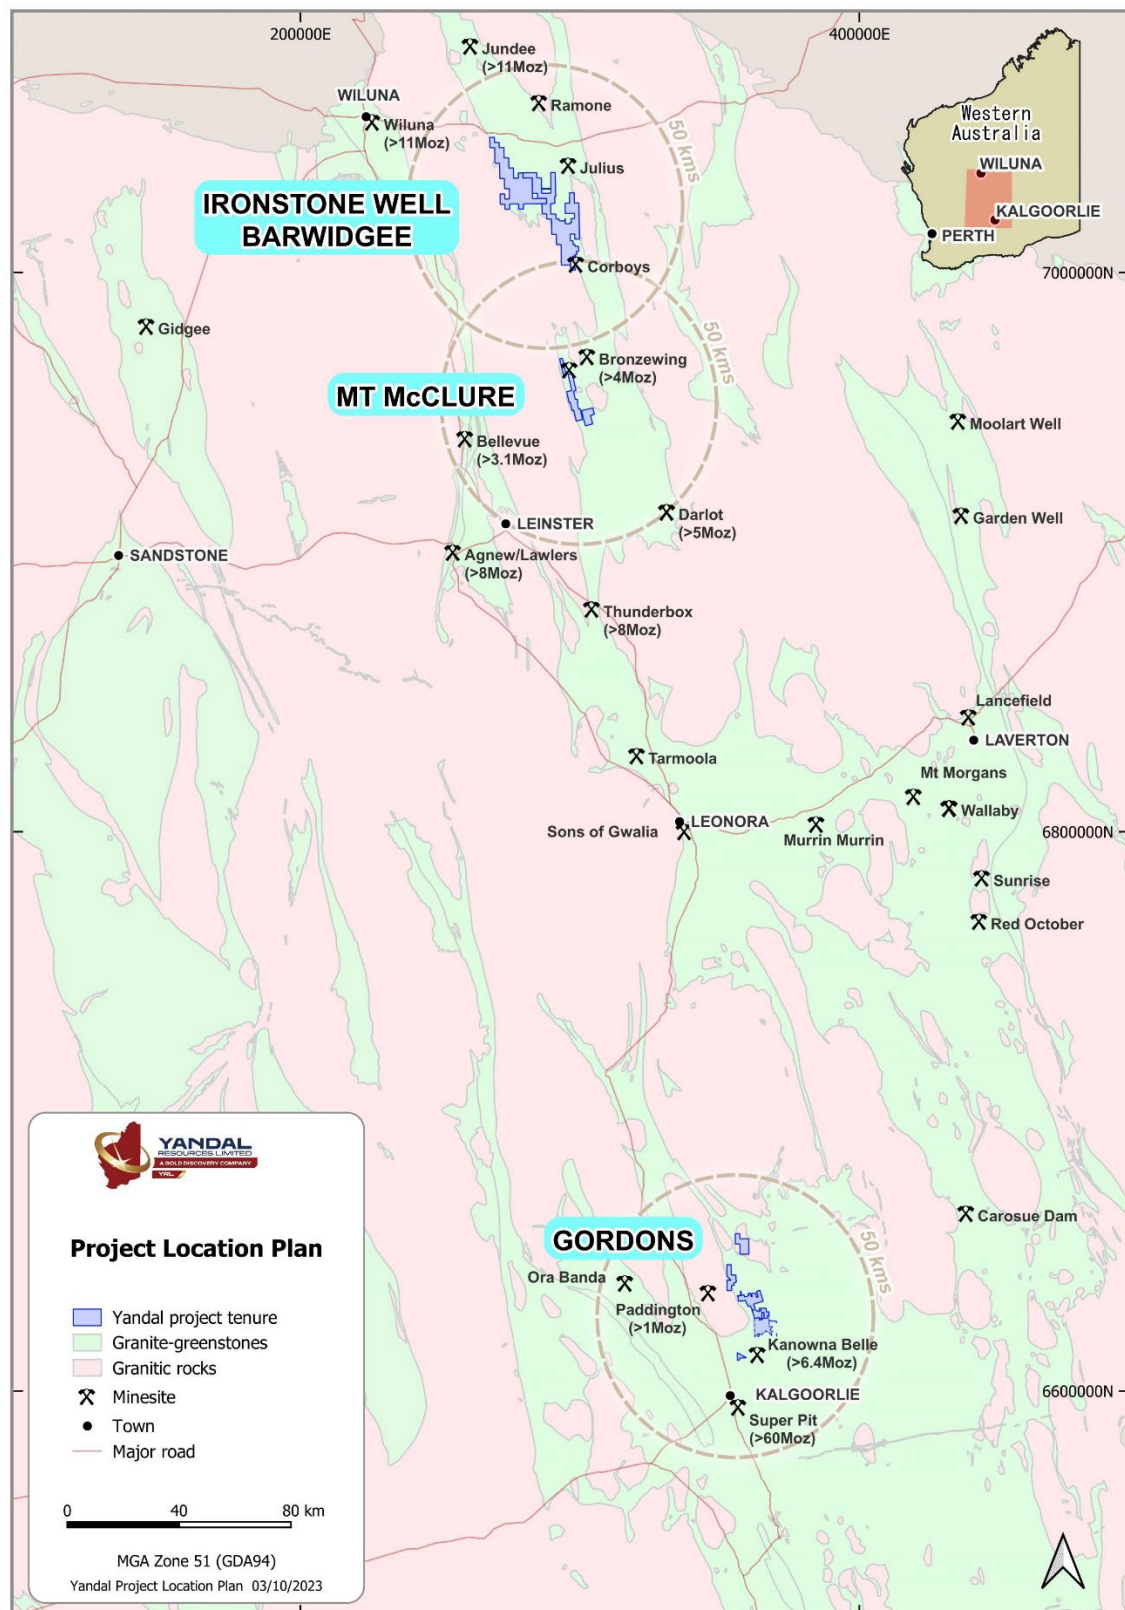 200000E
400000E
Jundee
(>11Moz)
Ramone
WILUNA
Wiluna
(>11Moz)
50 kms
Julius
Western
Australia
WILUNA
KALGOORLIE
PERTH
IRONSTONE WELL
BARWIDGEE
Corboys
7000000N
Gidgee
50 kms
Bronzewing
(>4Moz)
MT McCLURE
Bellevue
(>3.1Moz)
Moolart Well
Darlot
(>5Moz)
Garden Well
LEINSTER
SANDSTONE
Agnew/Lawlers
(>8Moz)
Thunderbox
(>8Moz)
Lancefield
LAVERTON
Tarmoola
Mt Morgans
Wallaby
LEONORA
Sons of Gwalia
Murrin Murrin
6800000N
Sunrise
Red October
Carosue Dam
GORDONS
50 kms
Ora Banda
Paddington
(>1Moz)
Kanowna Belle
(>6.4Moz)
KALGOORLIE
6600000N
Super Pit
(>60Moz)
YANDAL
RESOURCES LIMITED
A GOLD DISCOVERY COMPANY
YRL
Project Location Plan
Yandal project tenure
Granite-greenstones
Granitic rocks
Minesite
Town
Major road
0 40 80 km
MGA Zone 51 (GDA94)
Yandal Project Location Plan 03/10/2023